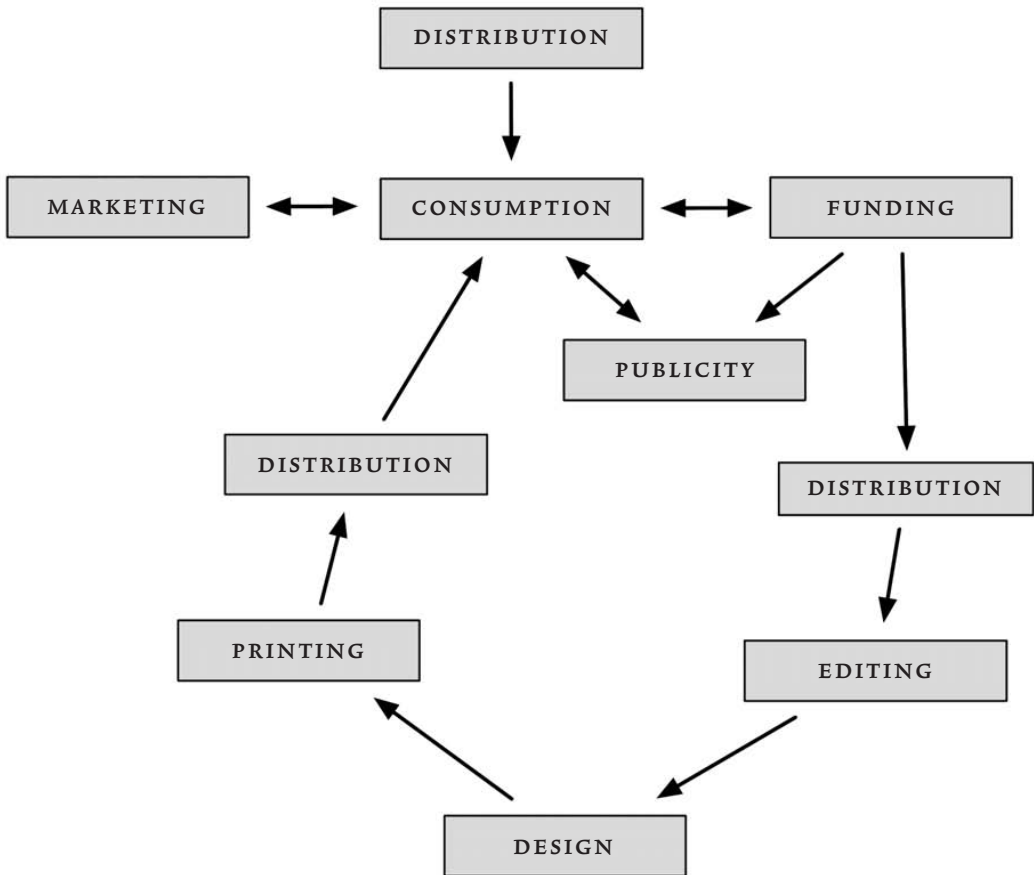 DISTRIBUTION
MARKETING
CONSUMPTION
FUNDING
PUBLICITY
DISTRIBUTION
DISTRIBUTION
PRINTING
EDITING
DESIGN